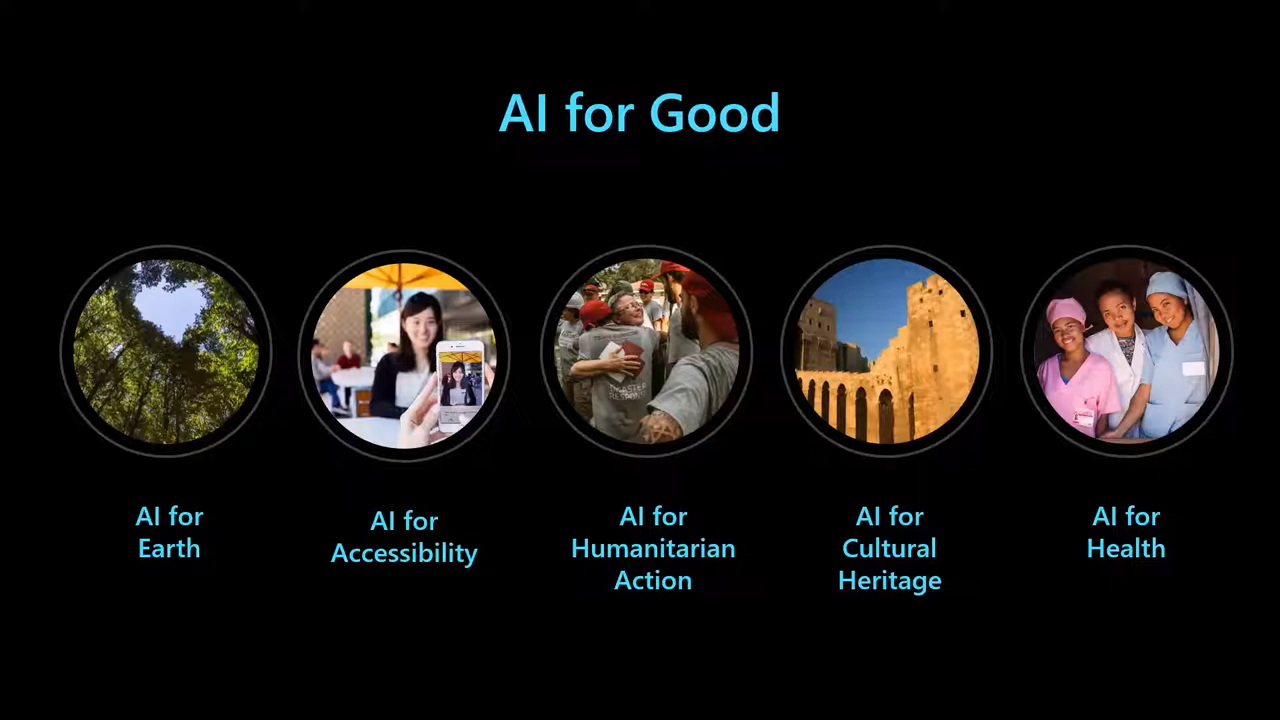 AI for Good
AI for
Earth
AI for
Accessibility
AI for
Humanitarian
Action
AI for
Cultural
Heritage
AI for
Health
DISASTER